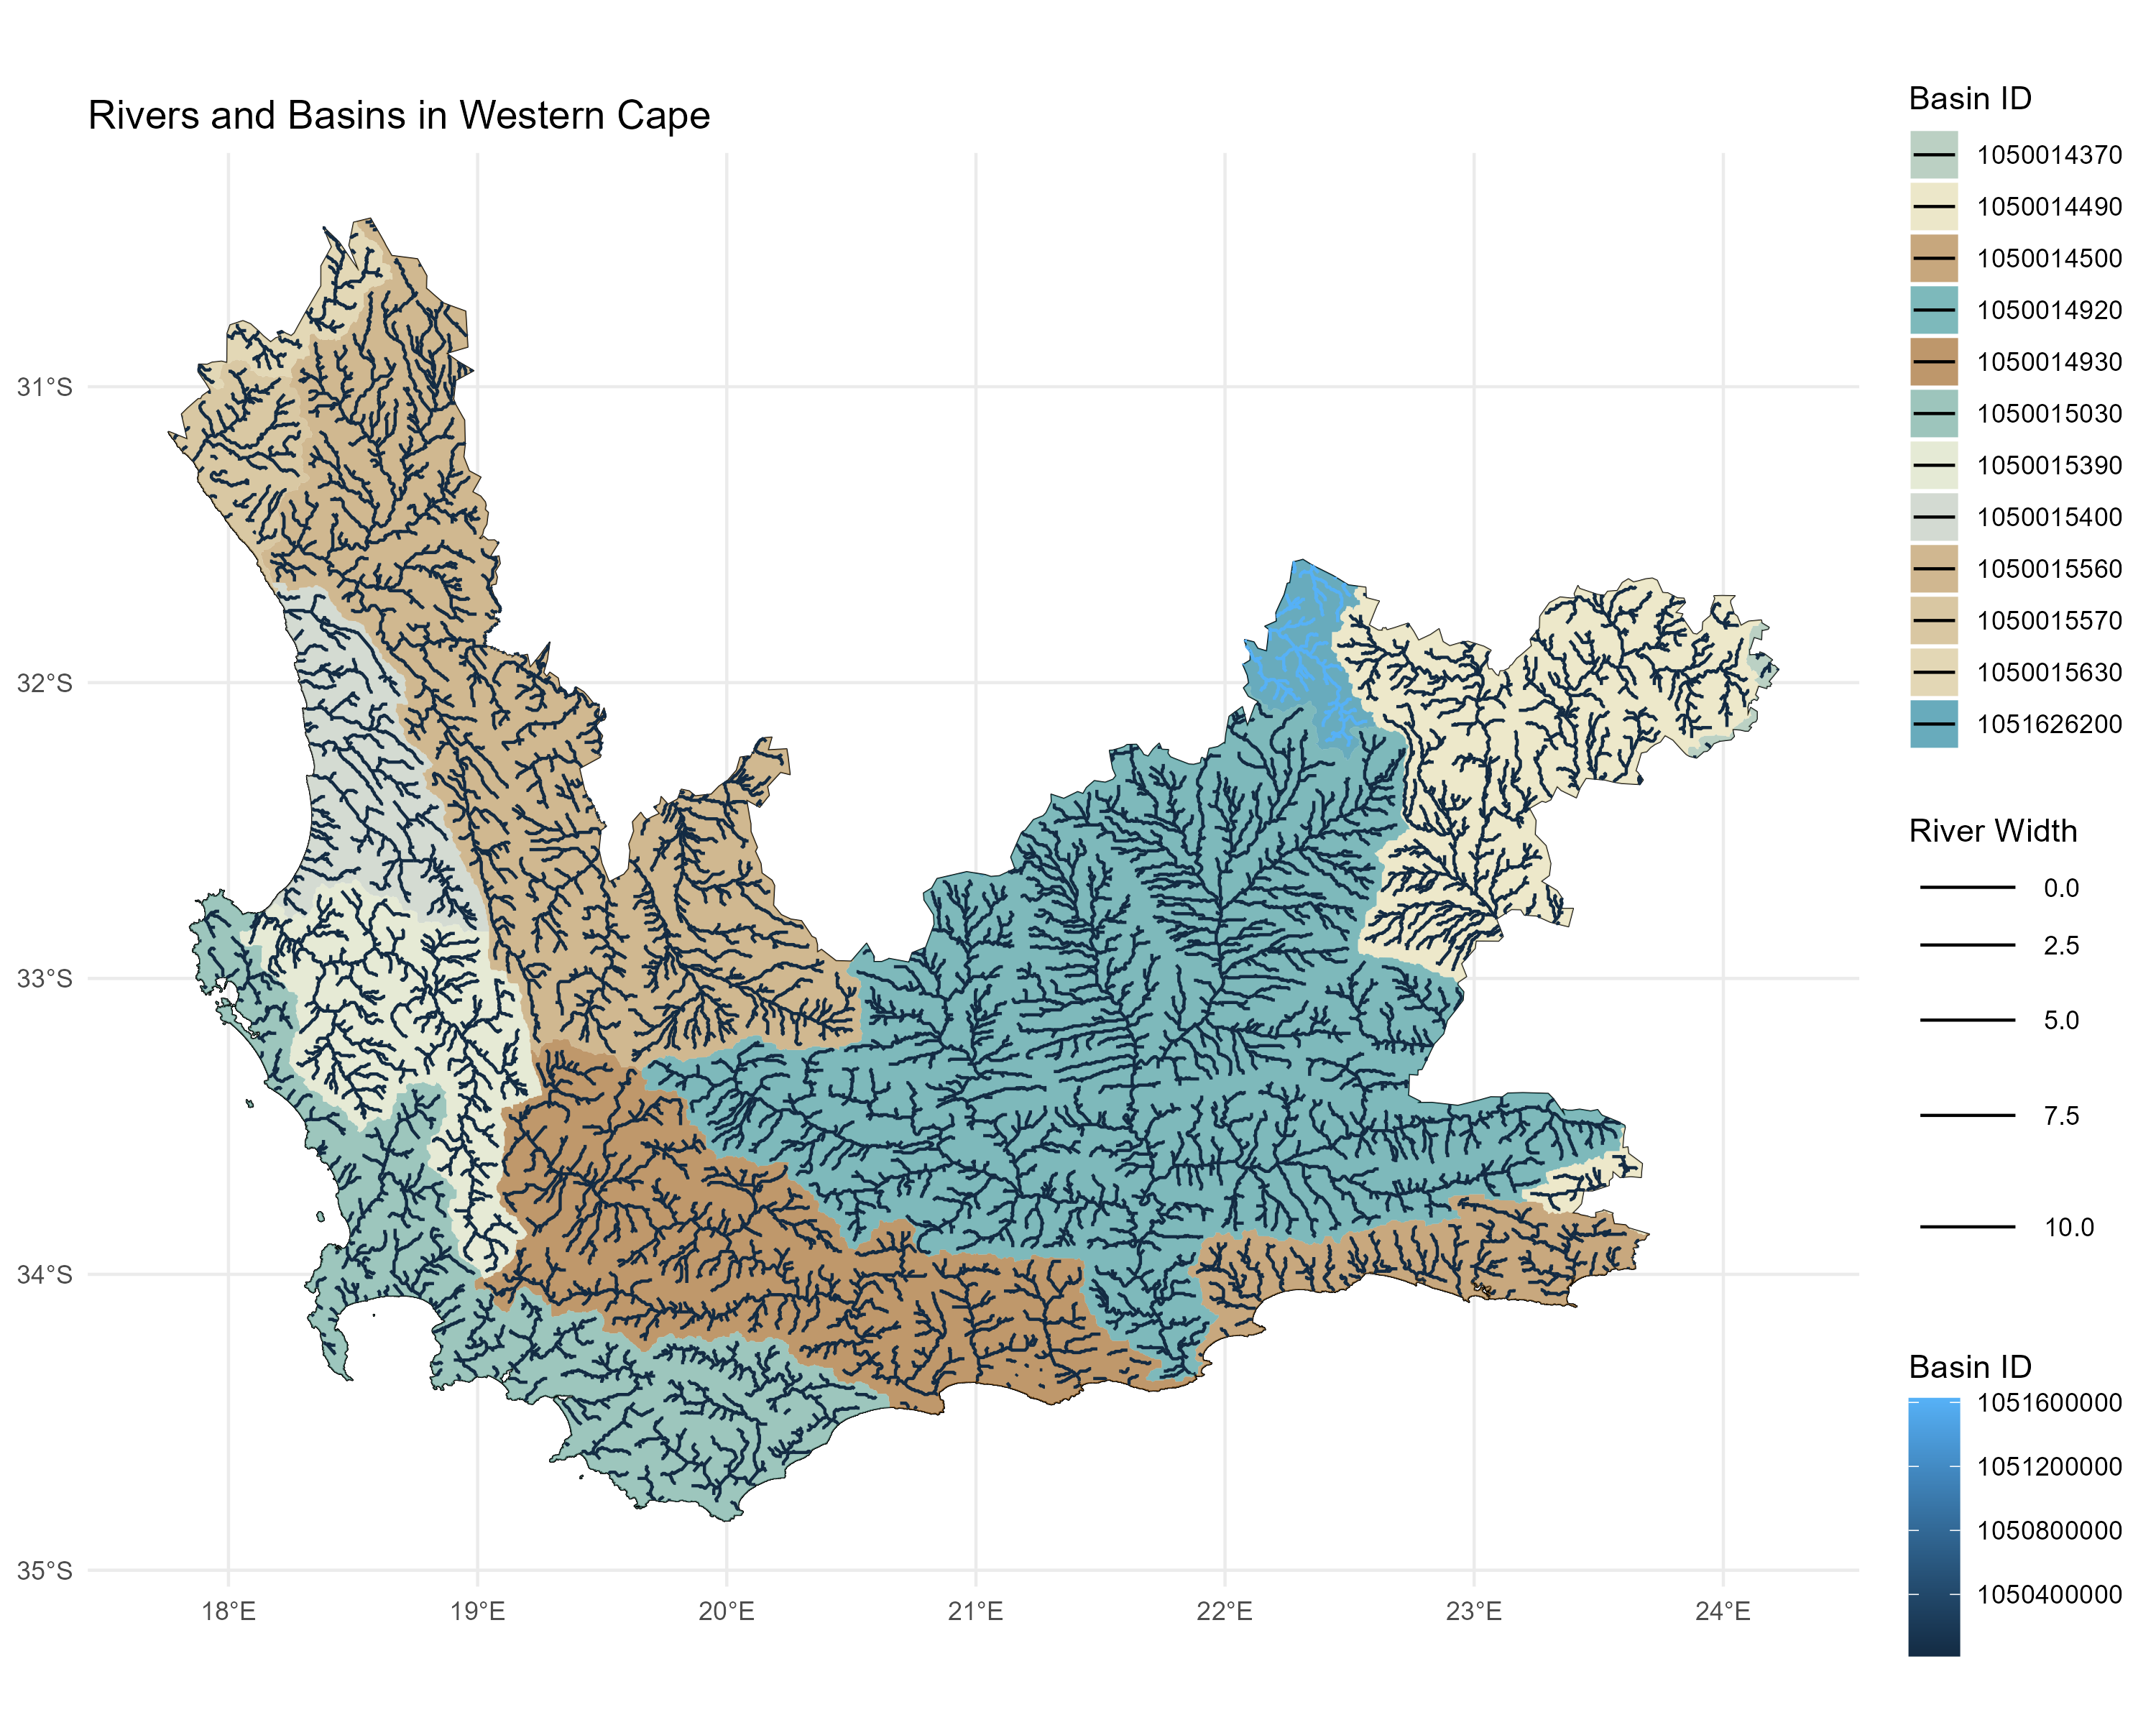 Rivers and Basins in Western Cape
31°S
32°S
33°S
34°S
35°S
18°E
19°E
20°E
21°E
22°E
23°E
24°E
Basin ID
1050014370
1050014490
1050014500
1050014920
1050014930
1050015030
1050015390
1050015400
1050015560
1050015570
1050015630
1051626200
River Width
0.0
2.5
5.0
7.5
10.0
Basin ID
1051600000
1051200000
1050800000
1050400000